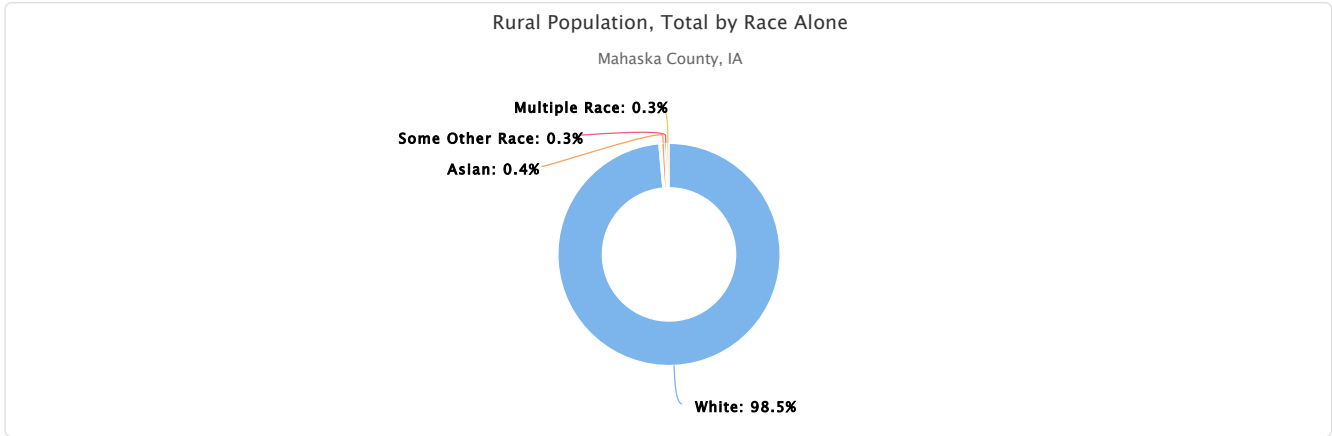 Rural Population, Total by Race Alone
Mahaska County, IA
Multiple Race: 0.3%
Some Other Race: 0.3%
Asian: 0.4%
White: 98.5%